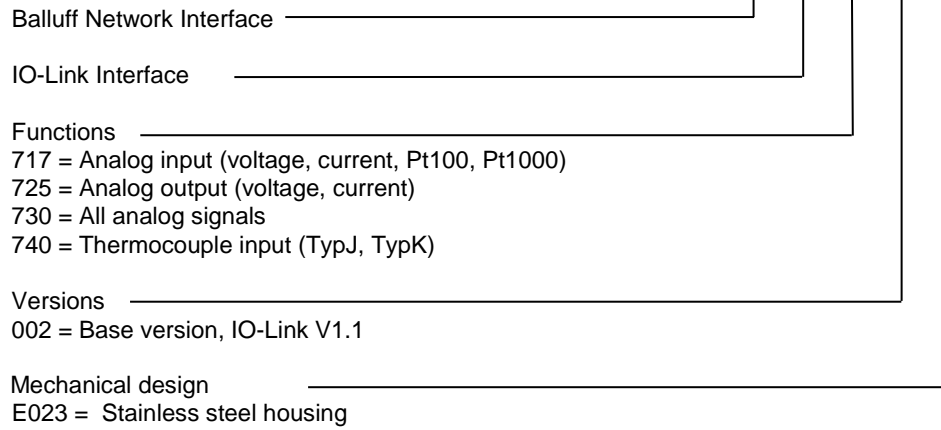 Balluff Network Interface
IO-Link Interface
Functions
717 = Analog input (voltage, current, Pt100, Pt1000)
725 = Analog output (voltage, current)
730 = All analog signals
740 = Thermocouple input (TypJ, TypK)
Versions
002 = Base version, IO-Link V1.1
Mechanical design
E023 = Stainless steel housing